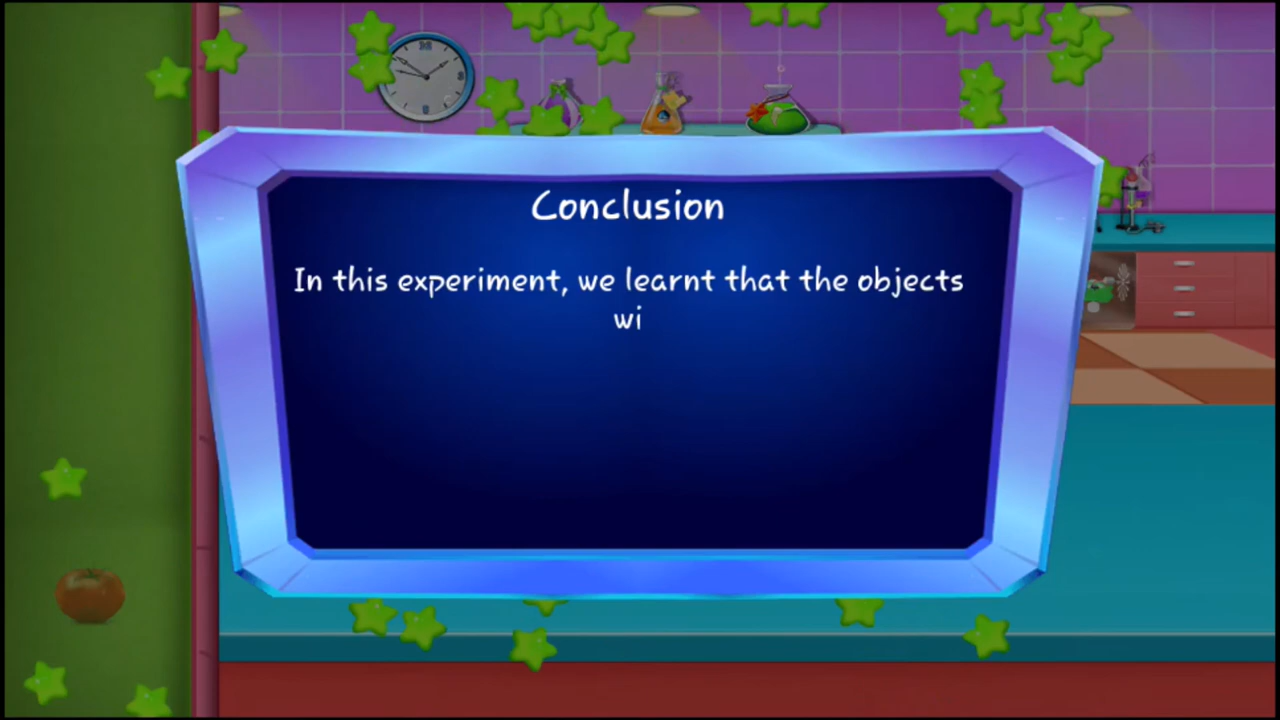 Conclusion
In this experiment, we learnt that the objects
wi